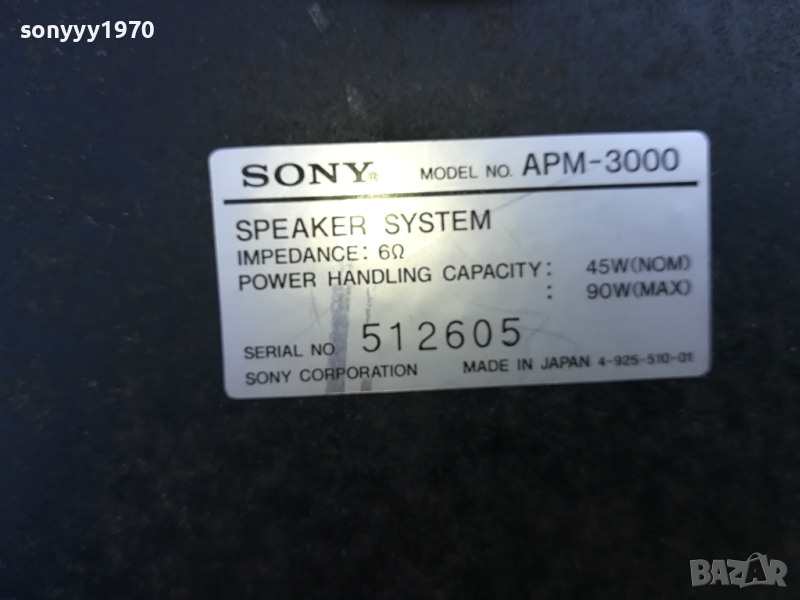 sonyyy1970
SONY® MODEL NO. APM-3000
SPEAKER SYSTEM
IMPEDANCE: 6Ω
POWER HANDLING CAPACITY: 45W(NOM)
: 90W(MAX)
SERIAL NO. 512605
SONY CORPORATION MADE IN JAPAN 4-925-510-01
BAZAR